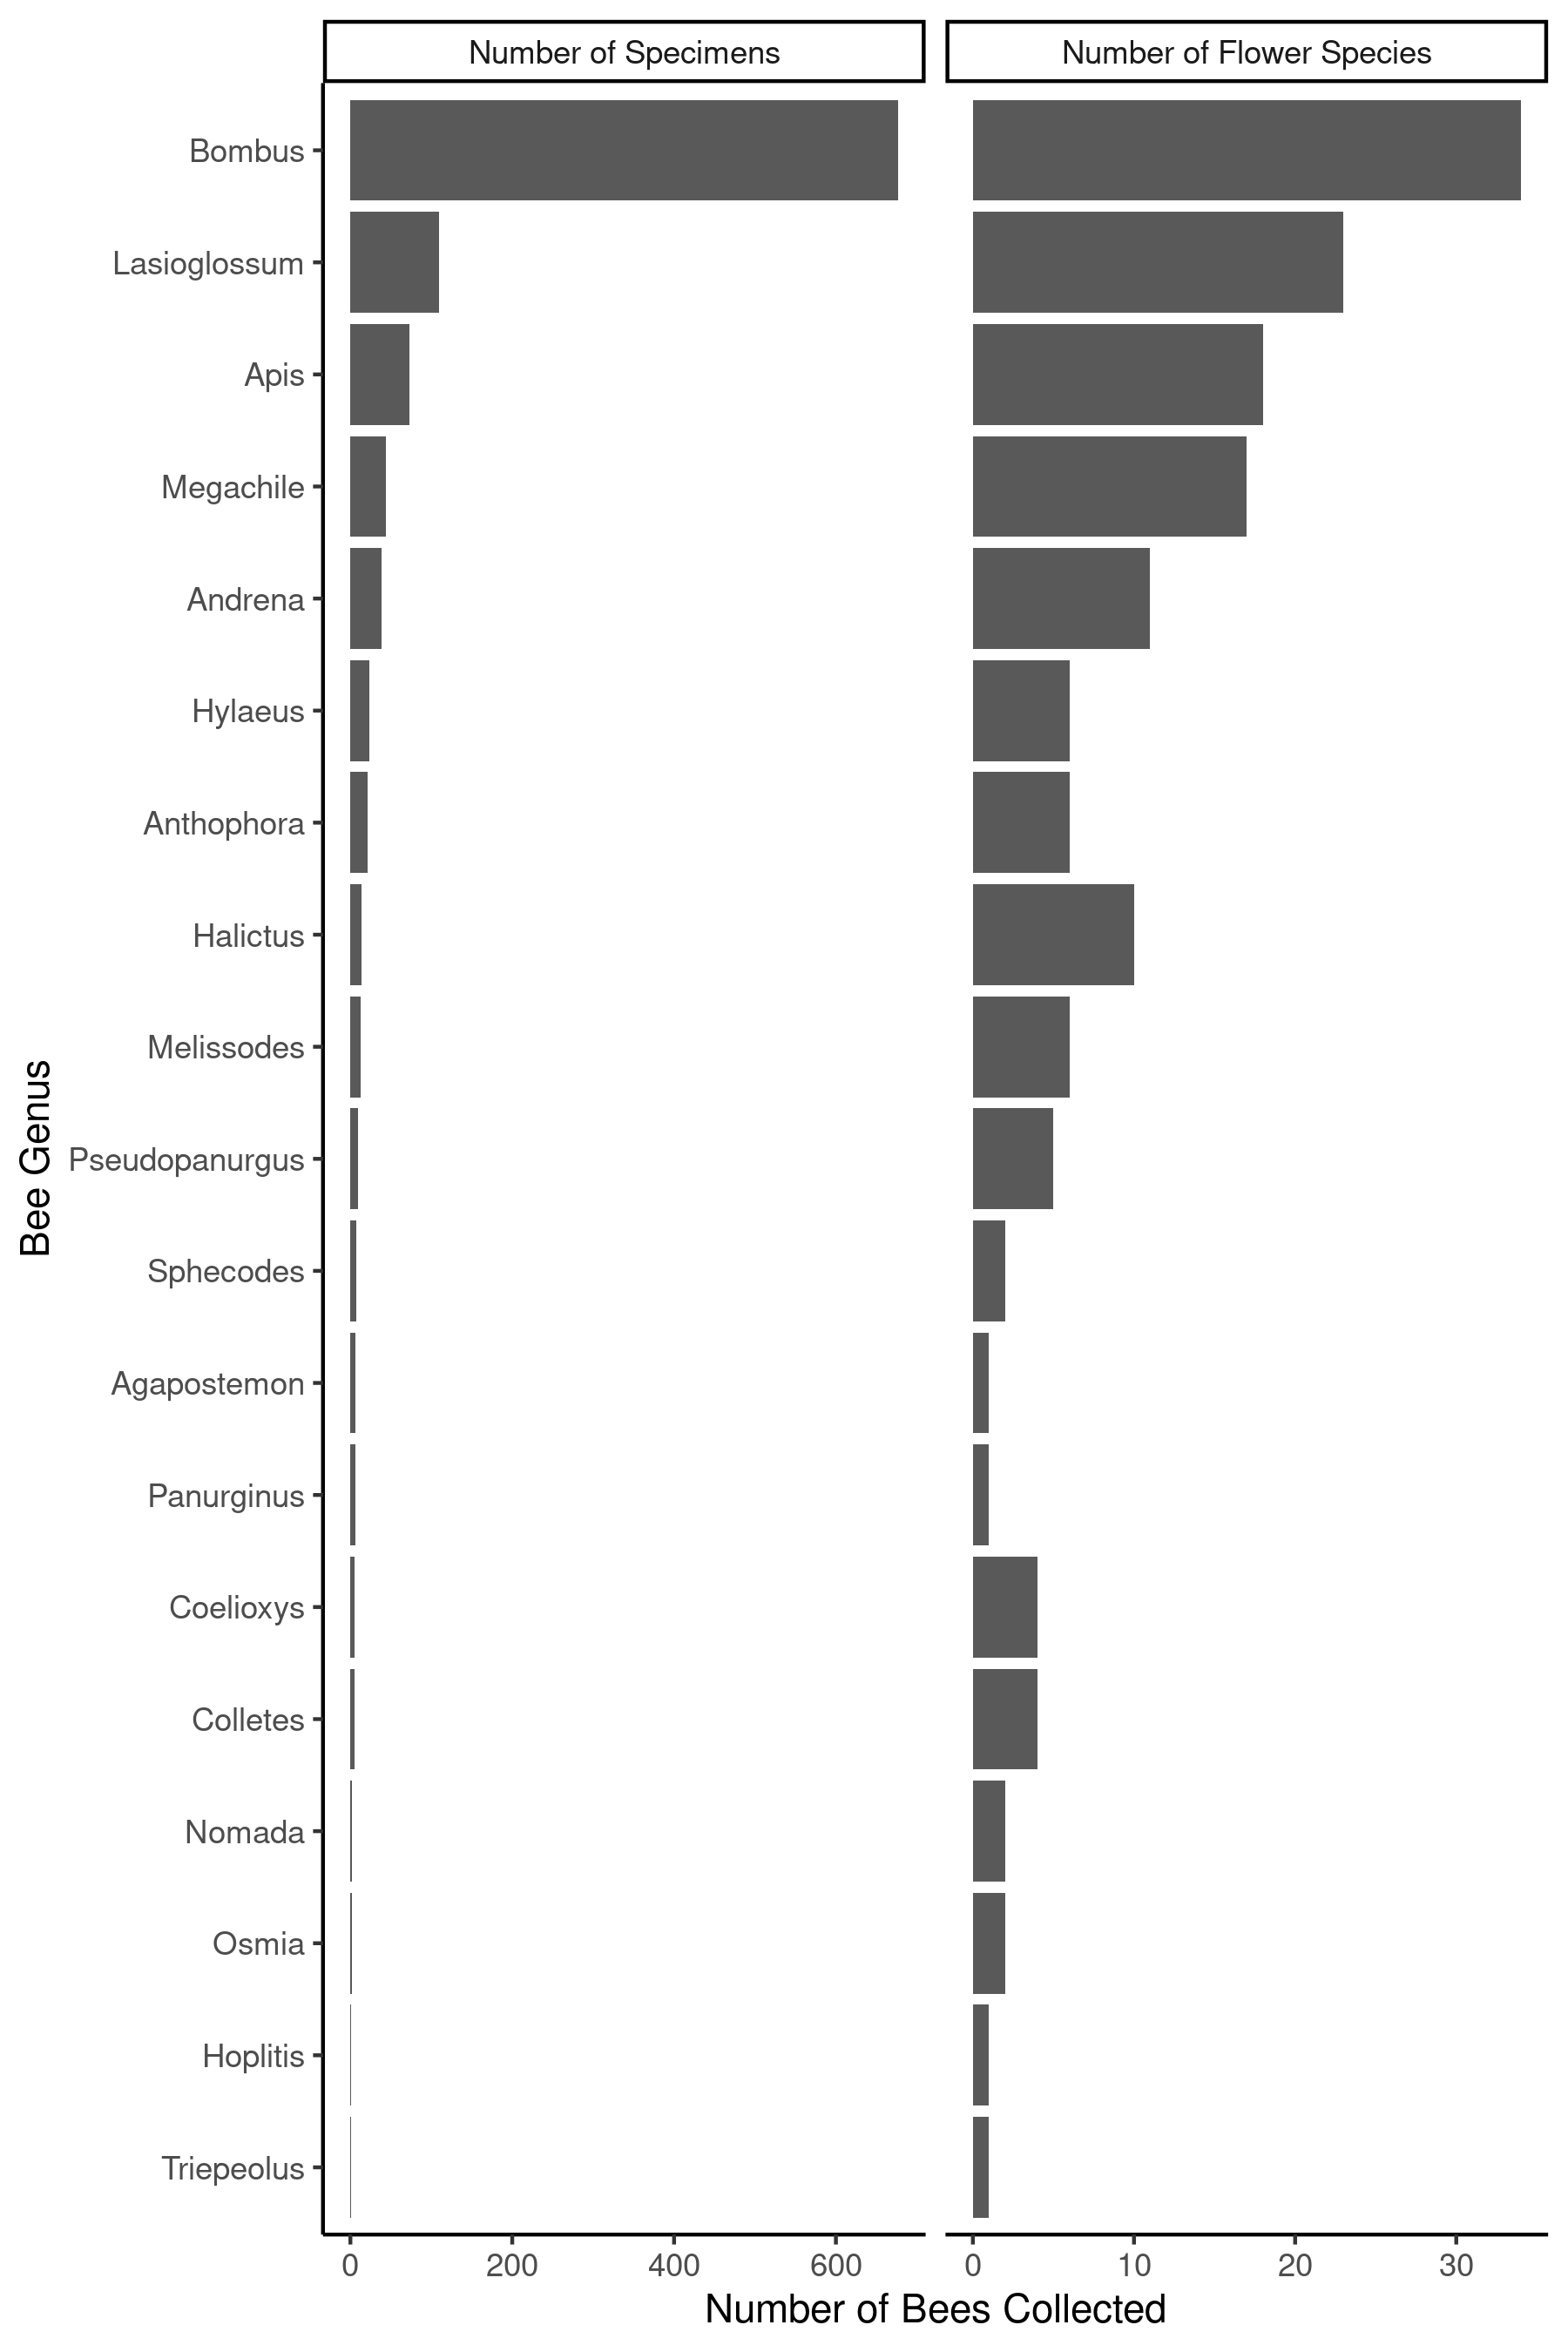 Number of Specimens
Number of Flower Species
Bombus
Lasioglossum
Apis
Megachile
Andrena
Hylaeus
Anthophora
Halictus
Melissodes
Pseudopanurgus
Sphecodes
Agapostemon
Panurginus
Coelioxys
Colletes
Nomada
Osmia
Hoplitis
Triepeolus
Bee Genus
0 200 400 600
0 10 20 30
Number of Bees Collected